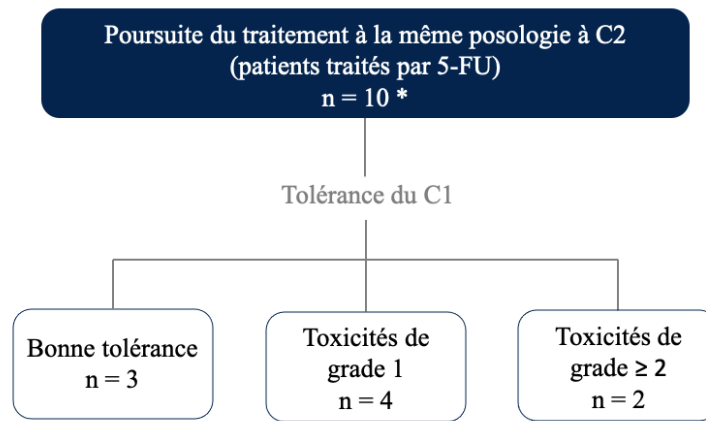 Poursuite du traitement à la même posologie à C2
(patients traités par 5-FU)
n = 10 *
Tolérance du C1
Bonne tolérance
n = 3
Toxicités de
grade 1
n = 4
Toxicités de
grade ≥ 2
n = 2